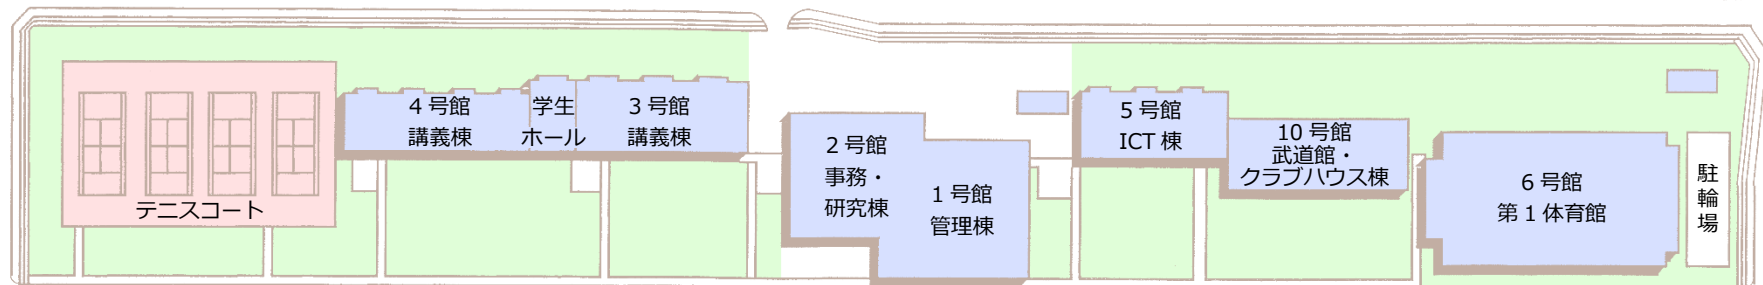 テニスコート
４号館
講義棟
学生
ホール
３号館
講義棟
２号館
事務・
研究棟
１号館
管理棟
５号館
ICT 棟
10 号館
武道館・
クラブハウス棟
６号館
第１体育館
駐輪場